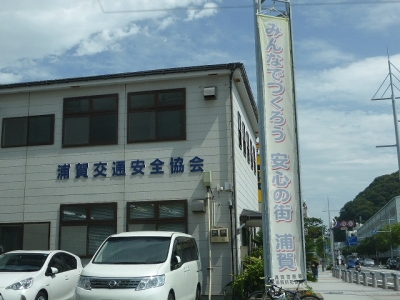 浦賀交通安全協会
みんなでつくろう 安心の街 浦賀